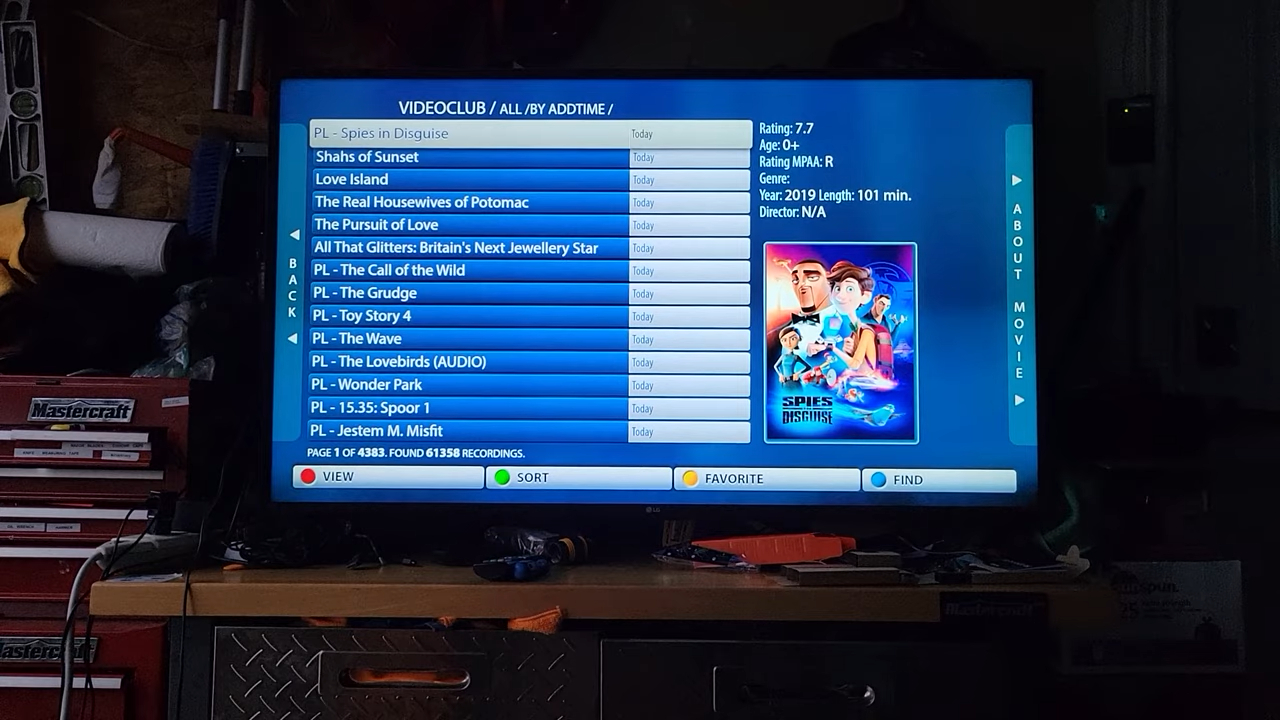 VIDEOCLUB / ALL /BY ADDTIME /
PL - Spies in Disguise Today
Shahs of Sunset Today
Love Island Today
The Real Housewives of Potomac Today
The Pursuit of Love Today
All That Glitters: Britain's Next Jewellery Star Today
PL - The Call of the Wild Today
PL - The Grudge Today
PL - Toy Story 4 Today
PL - The Wave Today
PL - The Lovebirds (AUDIO) Today
PL - Wonder Park Today
PL - 15.35: Spoor 1 Today
PL - Jestem M. Misfit Today
PAGE 1 OF 4383. FOUND 61358 RECORDINGS.
VIEW SORT FAVORITE FIND
BACK
Rating: 7.7
Age: 0+
Rating MPAA: R
Genre:
Year: 2019 Length: 101 min.
Director: N/A
SPIES
DISGUISE
ABOUT MOVIE
LG
Mastercraft
Mastercraft
Mastercraft